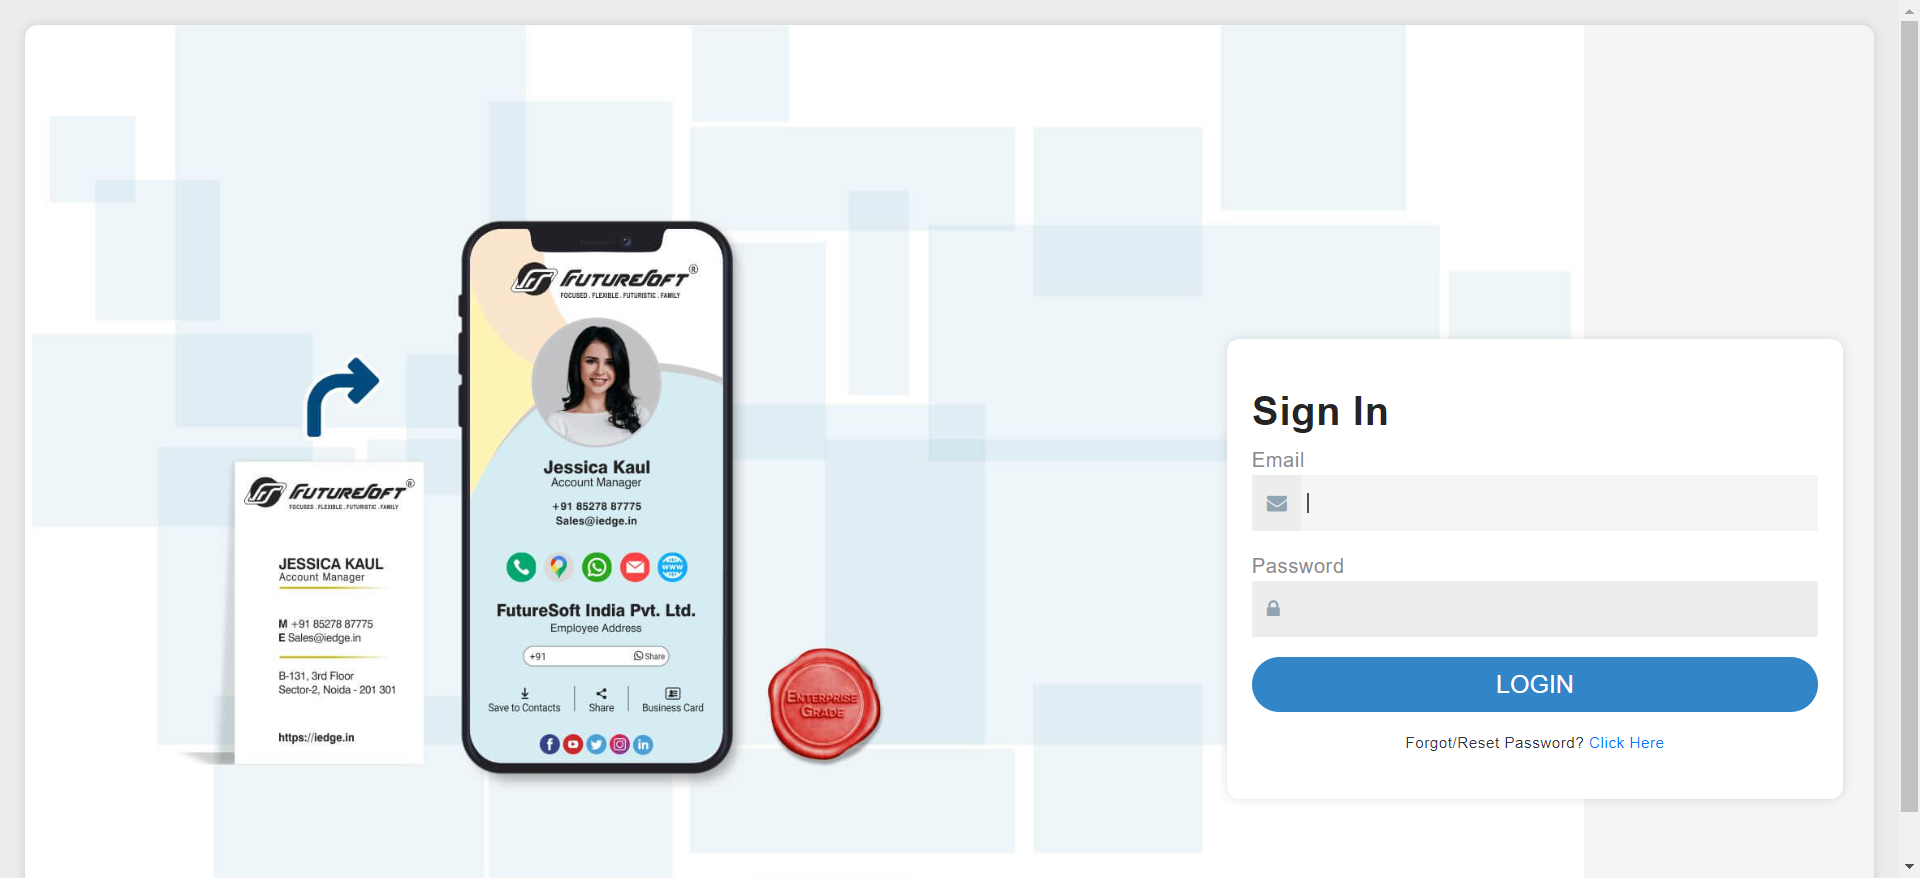 FUTURESOFT®
FOCUSED . FLEXIBLE . FUTURISTIC . FAMILY
JESSICA KAUL
Account Manager
M +91 85278 87775
E Sales@iedge.in
B-131, 3rd Floor
Sector-2, Noida - 201 301
https://iedge.in
FUTURESOFT®
FOCUSED . FLEXIBLE . FUTURISTIC . FAMILY
Jessica Kaul
Account Manager
+91 85278 87775
Sales@iedge.in
WWW
FutureSoft India Pvt. Ltd.
Employee Address
+91 Share
Save to Contacts Share Business Card
ENTERPRISE
GRADE
Sign In
Email
Password
LOGIN
Forgot/Reset Password? Click Here